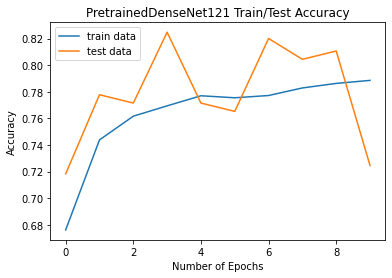 PretrainedDenseNet121 Train/Test Accuracy
train data
test data
0.82
0.80
0.78
0.76
0.74
0.72
0.70
0.68
Accuracy
0 2 4 6 8
Number of Epochs